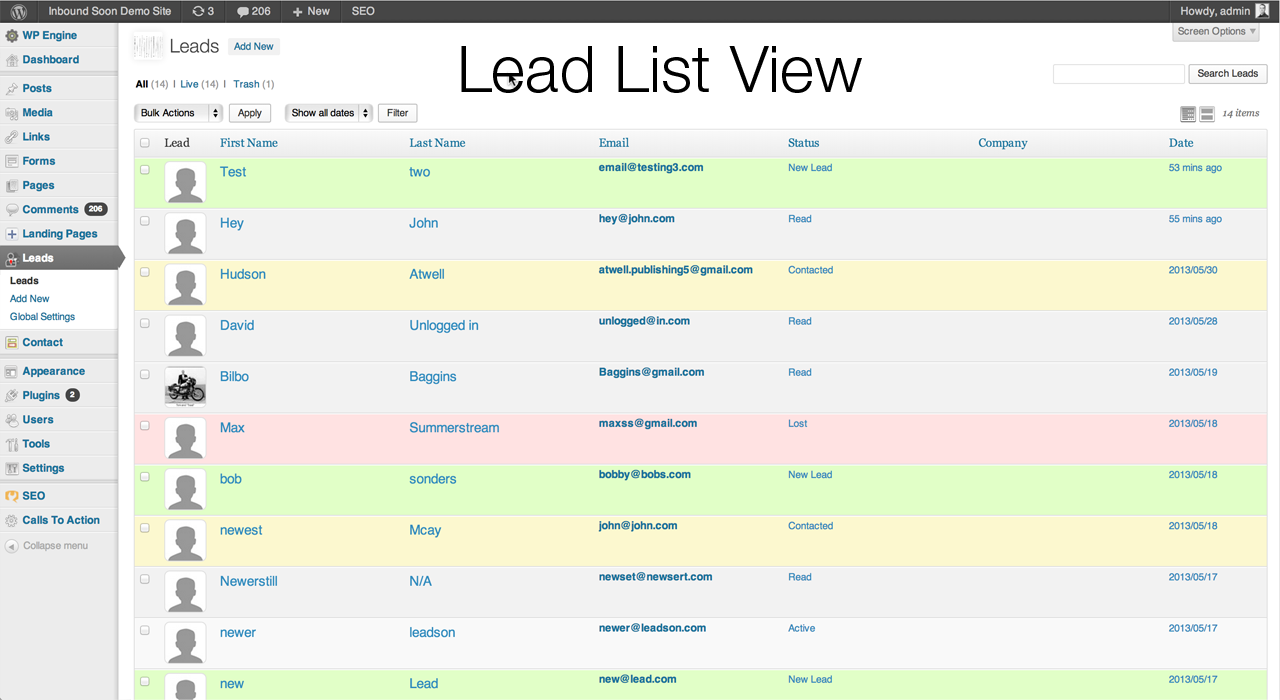 Inbound Soon Demo Site 3 206 + New SEO Howdy, admin
WP Engine
Dashboard
Posts
Media
Links
Forms
Pages
Comments 206
Landing Pages
Leads
Leads
Add New
Global Settings
Contact
Appearance
Plugins 2
Users
Tools
Settings
SEO
Calls To Action
Collapse menu
Screen Options
Leads Add New
Lead List View
All (14) | Live (14) | Trash (1)
Search Leads
Bulk Actions Apply Show all dates Filter 14 items
Lead First Name Last Name Email Status Company Date
Test two email@testing3.com New Lead 53 mins ago
Hey John hey@john.com Read 55 mins ago
Hudson Atwell atwell.publishing5@gmail.com Contacted 2013/05/30
David Unlogged in unlogged@in.com Read 2013/05/28
Bilbo Baggins Baggins@gmail.com Read 2013/05/19
Max Summerstream maxss@gmail.com Lost 2013/05/18
bob sonders bobby@bobs.com New Lead 2013/05/18
newest Mcay john@john.com Contacted 2013/05/18
Newerstill N/A newset@newsert.com Read 2013/05/17
newer leadson newer@leadson.com Active 2013/05/17
new Lead new@lead.com New Lead 2013/05/17